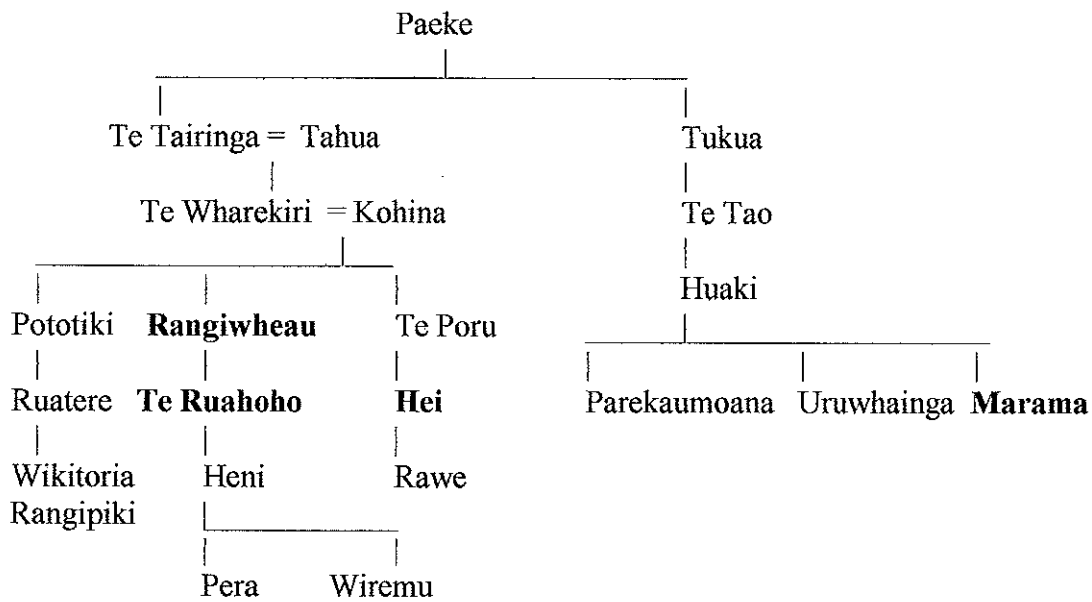 Paeke
Te Tairinga = Tahua
Tukua
Te Wharekiri = Kohina
Te Tao
Huaki
Pototiki Rangiwheau Te Poru
Ruatere Te Ruahoho Hei Parekaumoana Uruwhainga Marama
Wikitoria Heni Rawe
Rangipiki
Pera Wiremu